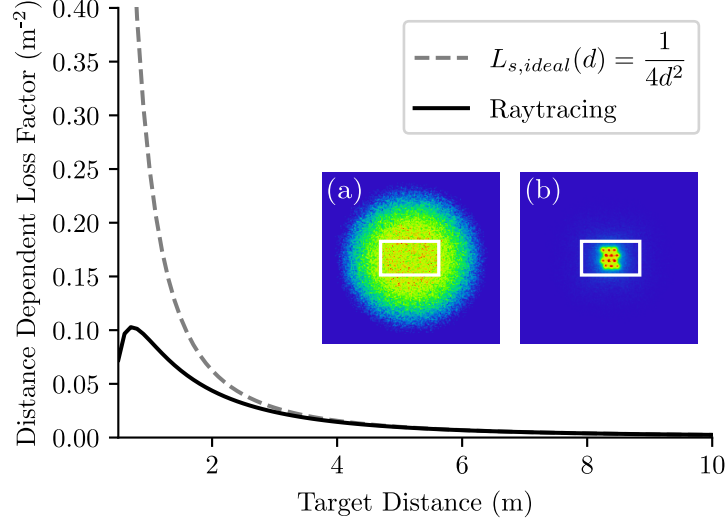 Distance Dependent Loss Factor (m⁻²)
0.40
0.35
0.30
0.25
0.20
0.15
0.10
0.05
0.00
L_{s,ideal}(d) = \frac{1}{4d^2}
Raytracing
(a)
(b)
2
4
6
8
10
Target Distance (m)